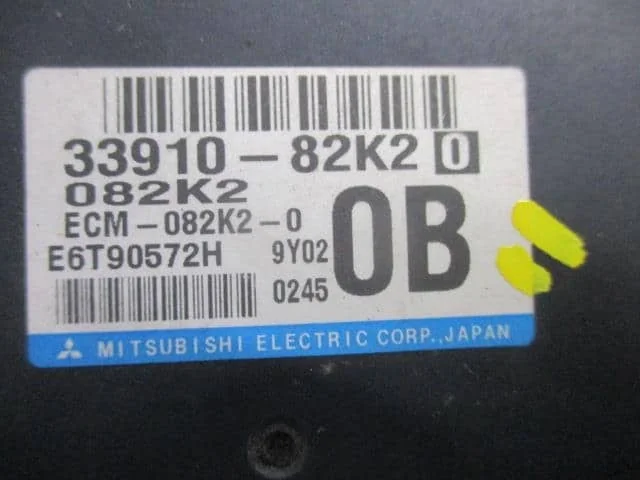 33910-82K2 0
082K2
ECM-082K2-0
0B
E6T90572H 9Y02
0245
MITSUBISHI ELECTRIC CORP.,JAPAN